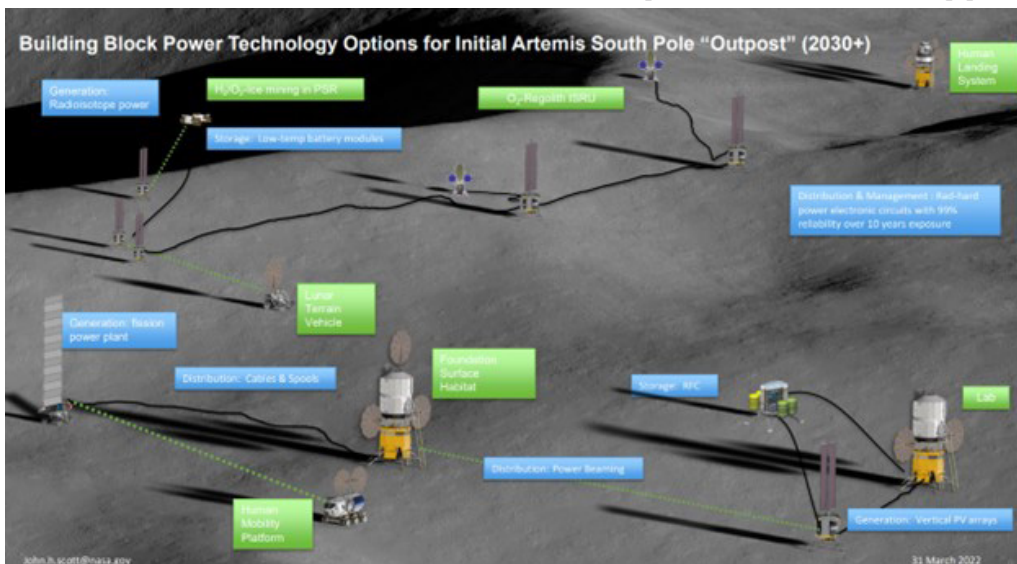 Building Block Power Technology Options for Initial Artemis South Pole “Outpost” (2030+)
Human
Landing
System
Generation:
Radioisotope power
H₂/O₂-Ice mining in PSR
O₂-Regolith ISRU
Storage: Low-temp battery modules
Distribution & Management : Rad-hard
power electronic circuits with 99%
reliability over 10 years exposure
Lunar
Terrain
Vehicle
Generation: fission
power plant
Foundation
Surface
Habitat
Distribution: Cables & Spools
Storage: RFC
Lab
Distribution: Power Beaming
Human
Mobility
Platform
Generation: Vertical PV arrays
john.h.scott@nasa.gov
31 March 2022